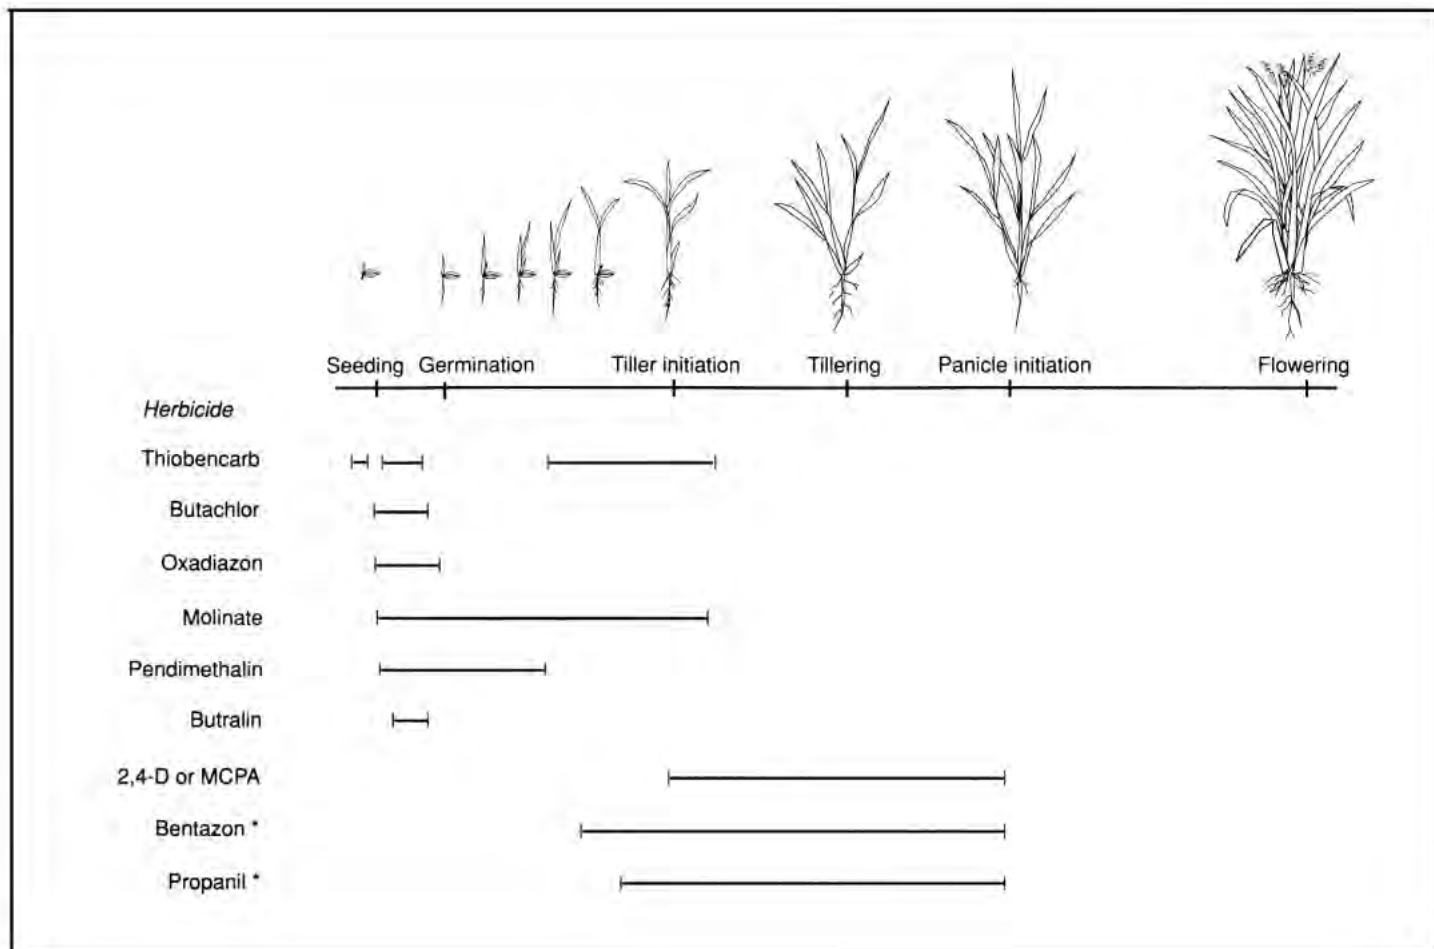 Seeding Germination Tiller initiation Tillering Panicle initiation Flowering
Herbicide
Thiobencarb
Butachlor
Oxadiazon
Molinate
Pendimethalin
Butralin
2,4-D or MCPA
Bentazon *
Propanil *